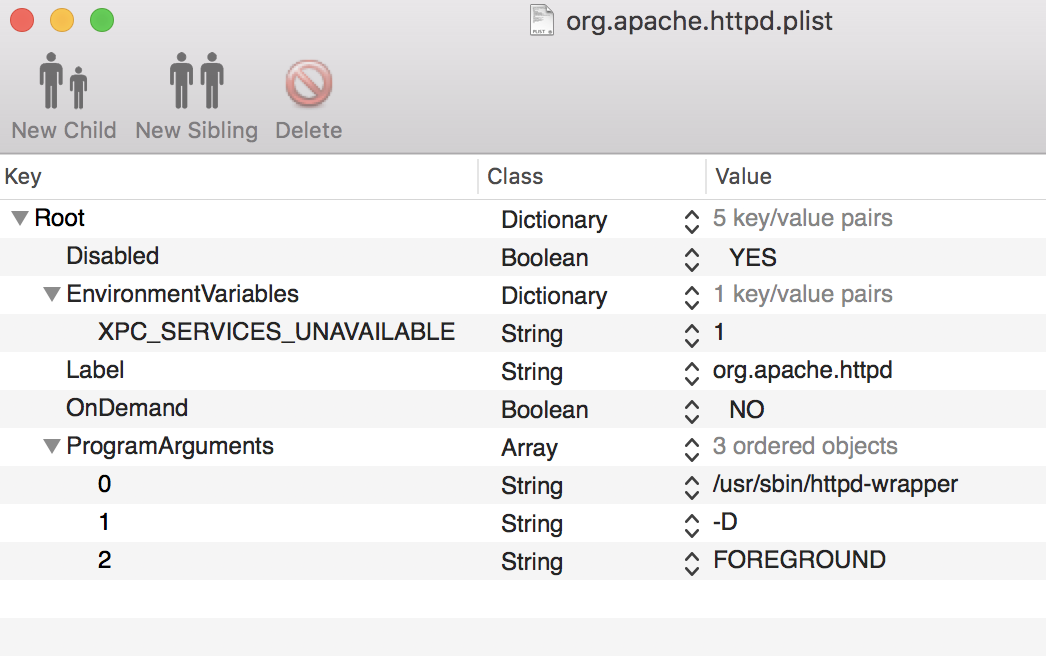 org.apache.httpd.plist
New Child New Sibling Delete
Key Class Value
Root Dictionary 5 key/value pairs
Disabled Boolean YES
EnvironmentVariables Dictionary 1 key/value pairs
XPC_SERVICES_UNAVAILABLE String 1
Label String org.apache.httpd
OnDemand Boolean NO
ProgramArguments Array 3 ordered objects
0 String /usr/sbin/httpd-wrapper
1 String -D
2 String FOREGROUND